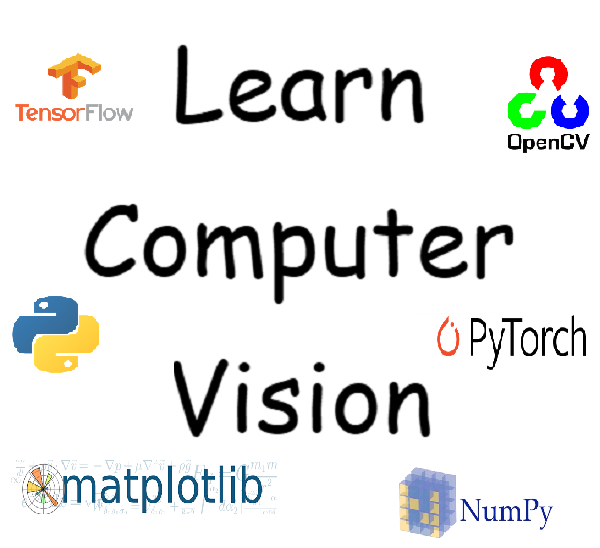 Learn
TensorFlow
OpenCV
Computer
PyTorch
Vision
matplotlib
NumPy